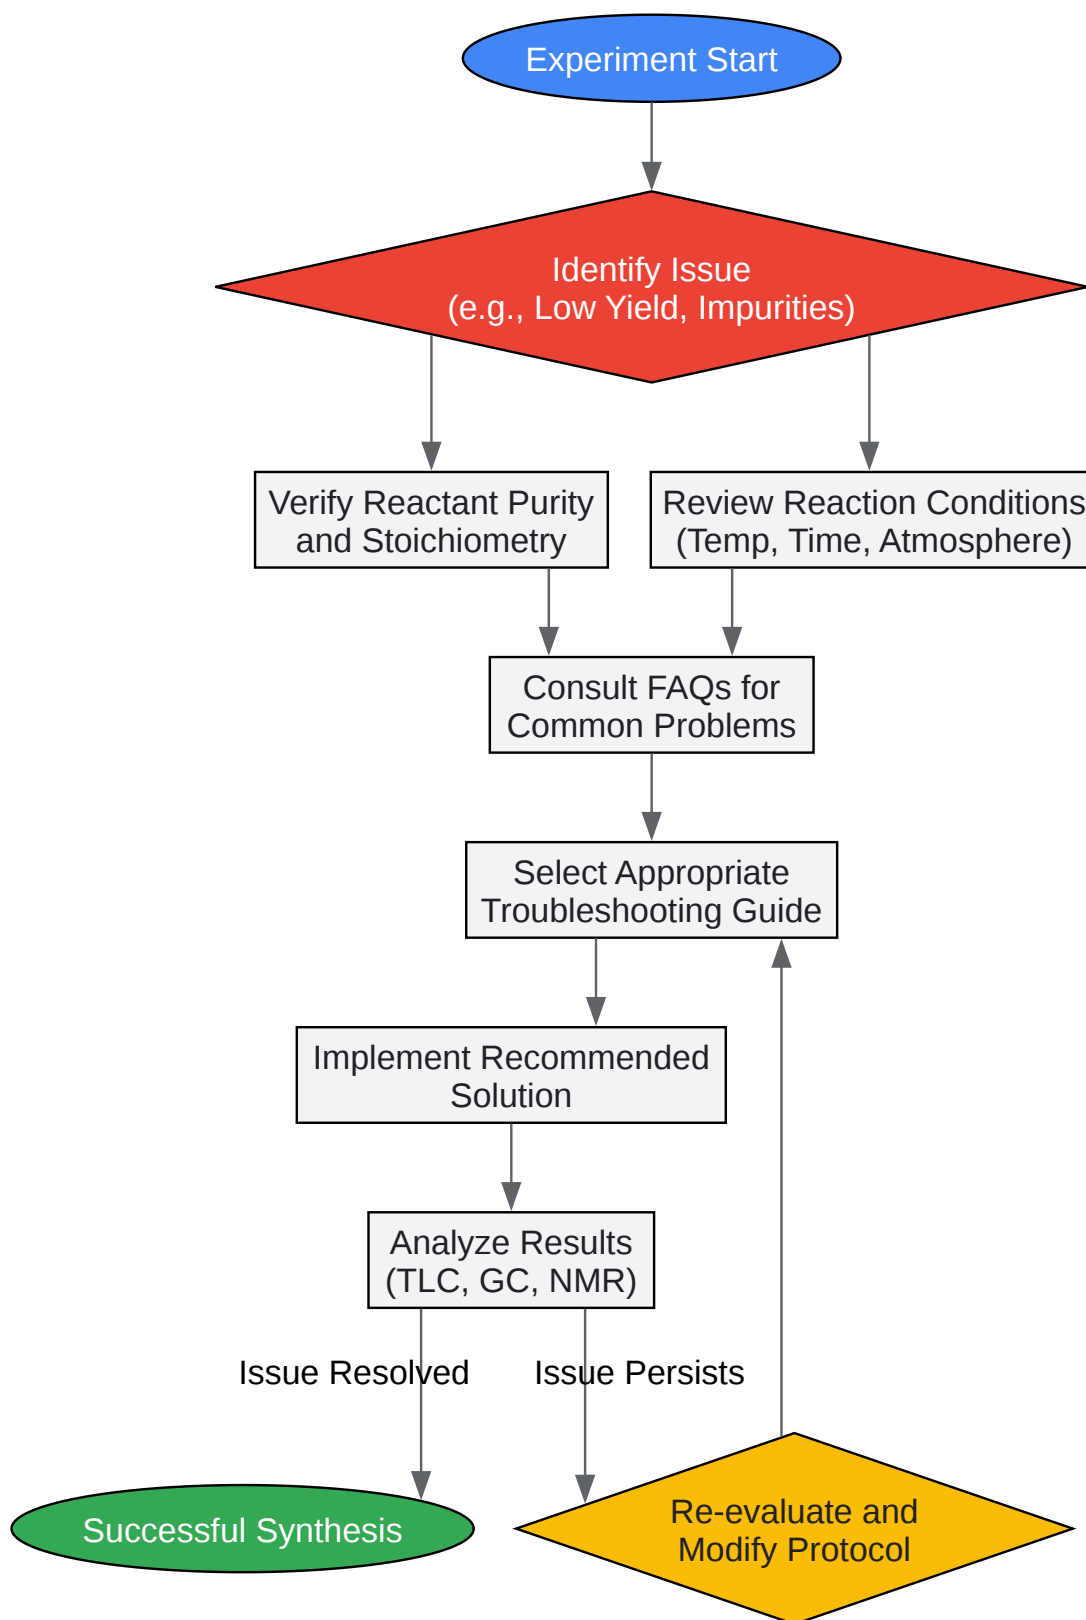 Experiment Start
Identify Issue
(e.g., Low Yield, Impurities)
Verify Reactant Purity
and Stoichiometry
Review Reaction Conditions
(Temp, Time, Atmosphere)
Consult FAQs for
Common Problems
Select Appropriate
Troubleshooting Guide
Implement Recommended
Solution
Analyze Results
(TLC, GC, NMR)
Issue Resolved
Issue Persists
Successful Synthesis
Re-evaluate and
Modify Protocol